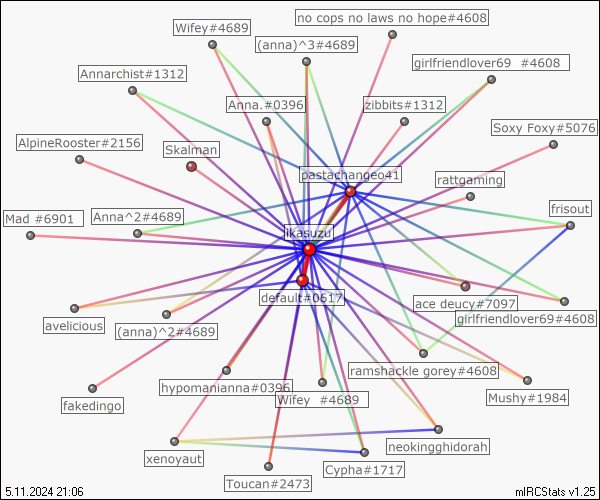 no cops no laws no hope#4608
Wifey#4689
(anna)^3#4689
girlfriendlover69 #4608
Annarchist#1312
Anna.#0396
zibbits#1312
Soxy Foxy#5076
AlpineRooster#2156
Skalman
pastachangeo41
rattgaming
frisout
Mad #6901
Anna^2#4689
likasuzu
default#0617
ace deucy#7097
girlfriendlover69#4608
avelicious
(anna)^2#4689
ramshackle gorey#4608
hypomanianna#0396
Wifey #4689
Mushy#1984
fakedingo
neokingghidorah
xenoyaut
Cypha#1717
Toucan#2473
5.11.2024 21:06
mIRCStats v1.25